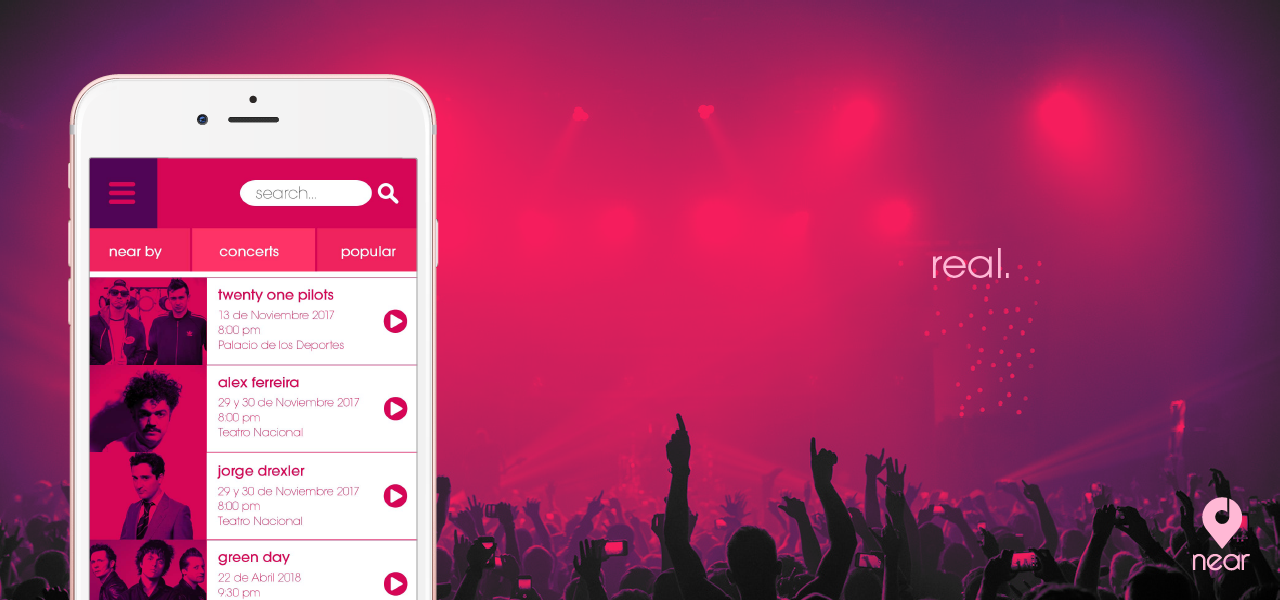 search...
near by
concerts
popular
twenty one pilots
13 de Noviembre 2017
8:00 pm
Palacio de los Deportes
alex ferreira
29 y 30 de Noviembre 2017
8:00 pm
Teatro Nacional
jorge drexler
29 y 30 de Noviembre 2017
8:00 pm
Teatro Nacional
green day
22 de Abril 2018
9:30 pm
real.
near